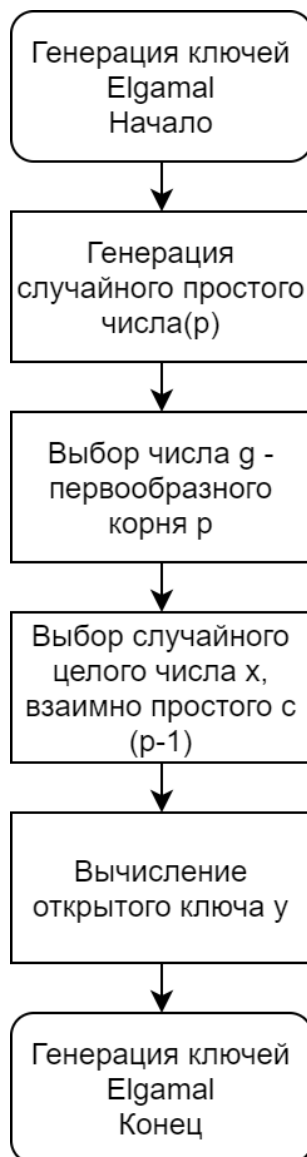 Генерация ключей
Elgamal
Начало
Генерация
случайного простого
числа(p)
Выбор числа g -
первообразного
корня p
Выбор случайного
целого числа x,
взаимно простого с
(p-1)
Вычисление
открытого ключа y
Генерация ключей
Elgamal
Конец